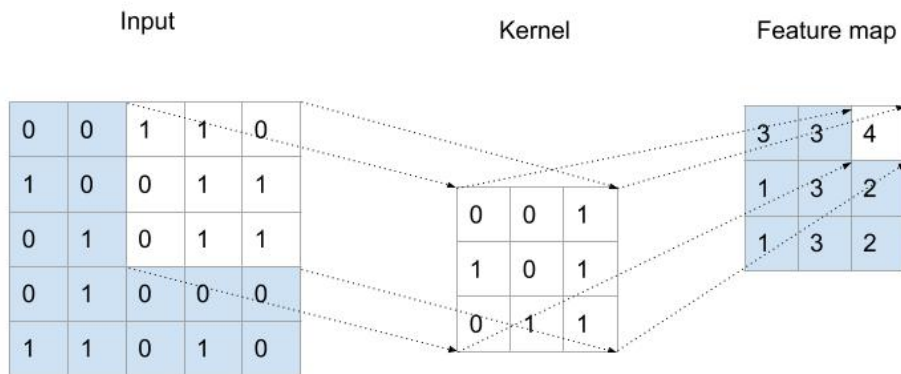 Input
Kernel
Feature map
0 0 1 1 0
1 0 0 1 1
0 1 0 1 1
0 1 0 0 0
1 1 0 1 0
0 0 1
1 0 1
0 1 1
3 3 4
1 3 2
1 3 2